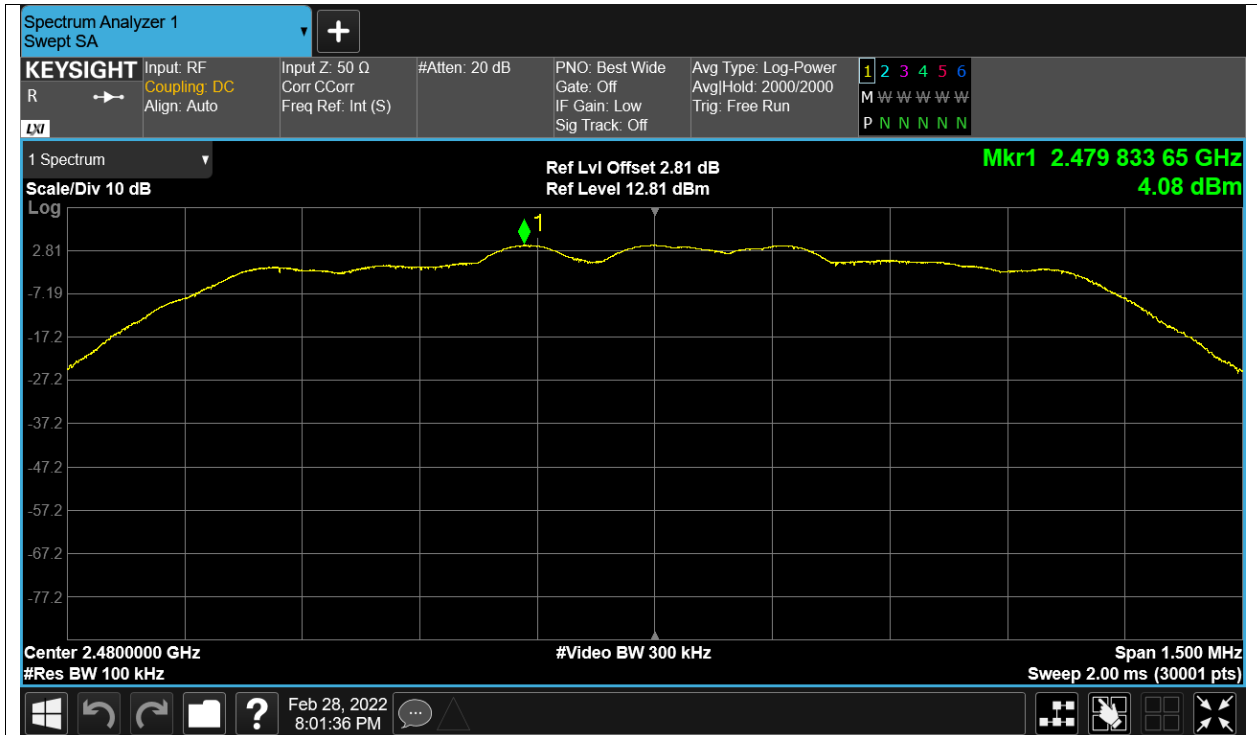 Spectrum Analyzer 1
Swept SA
▼
+
KEYSIGHT
R
LXI
Input: RF
Coupling: DC
Align: Auto
Input Z: 50 Ω
Corr CCorr
Freq Ref: Int (S)
#Atten: 20 dB
PNO: Best Wide
Gate: Off
IF Gain: Low
Sig Track: Off
Avg Type: Log-Power
Avg|Hold: 2000/2000
Trig: Free Run
1 2 3 4 5 6
M W W W W W W
P N N N N N N
1 Spectrum ▼
Scale/Div 10 dB
Log
Ref Lvl Offset 2.81 dB
Ref Level 12.81 dBm
Mkr1 2.479 833 65 GHz
4.08 dBm
1
2.81
-7.19
-17.2
-27.2
-37.2
-47.2
-57.2
-67.2
-77.2
Center 2.4800000 GHz
#Res BW 100 kHz
#Video BW 300 kHz
Span 1.500 MHz
Sweep 2.00 ms (30001 pts)
?
Feb 28, 2022
8:01:36 PM